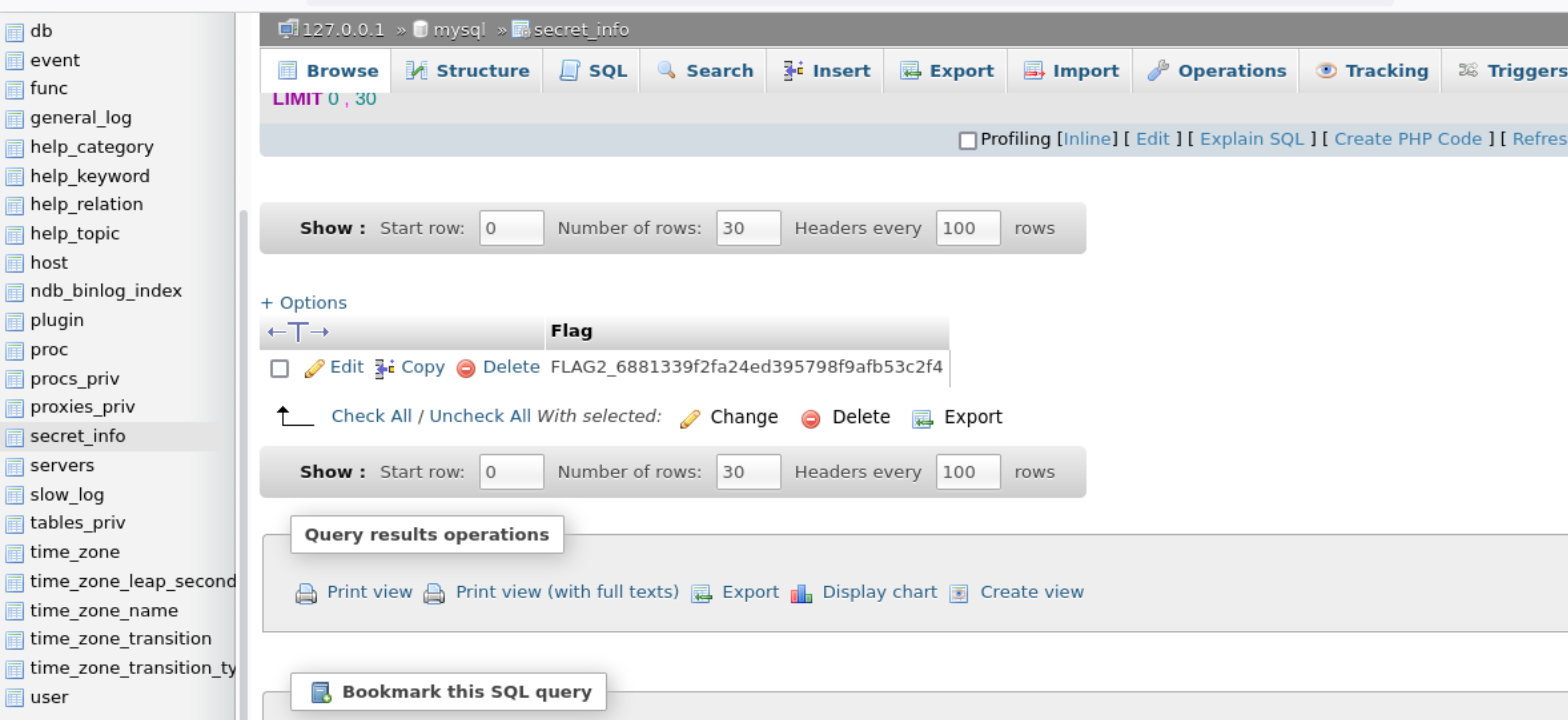 db
event
func
general_log
help_category
help_keyword
help_relation
help_topic
host
ndb_binlog_index
plugin
proc
procs_priv
proxies_priv
secret_info
servers
slow_log
tables_priv
time_zone
time_zone_leap_second
time_zone_name
time_zone_transition
time_zone_transition_ty
user
127.0.0.1 » mysql » secret_info
Browse Structure SQL Search Insert Export Import Operations Tracking Triggers
LIMIT 0 , 30
Profiling [Inline] [ Edit ] [ Explain SQL ] [ Create PHP Code ] [ Refres
Show : Start row: 0 Number of rows: 30 Headers every 100 rows
+ Options
←T→ Flag
Edit Copy Delete FLAG2_6881339f2fa24ed395798f9afb53c2f4
Check All / Uncheck All With selected: Change Delete Export
Show : Start row: 0 Number of rows: 30 Headers every 100 rows
Query results operations
Print view Print view (with full texts) Export Display chart Create view
Bookmark this SQL query